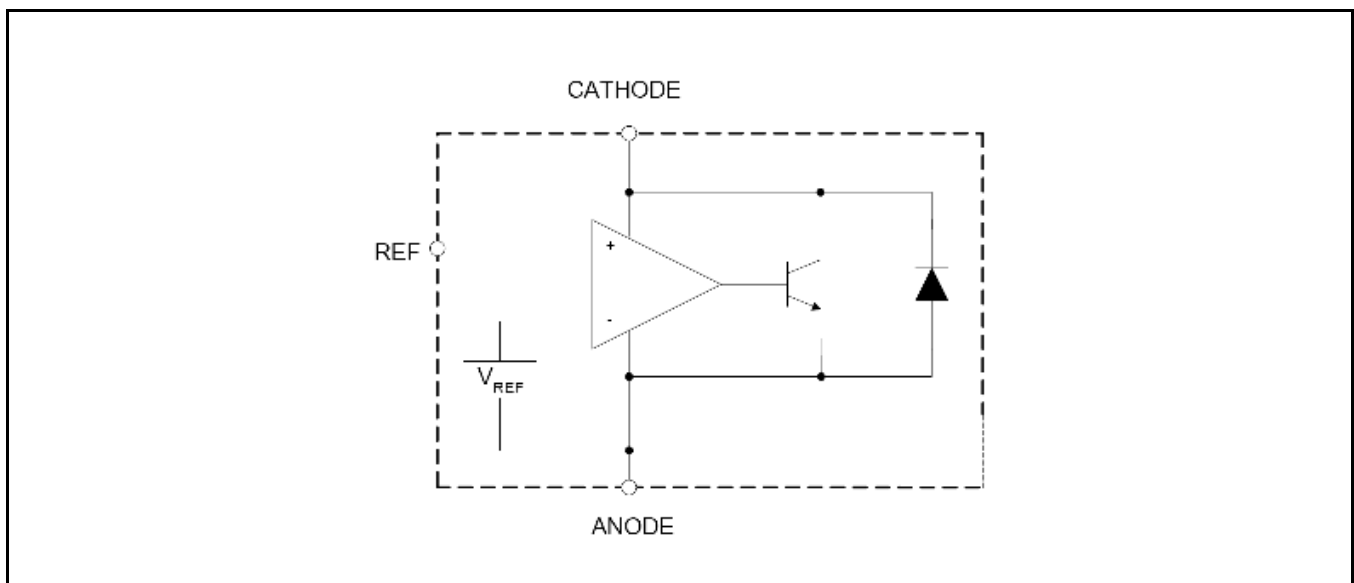 CATHODE
REF
+
-
VREF
ANODE